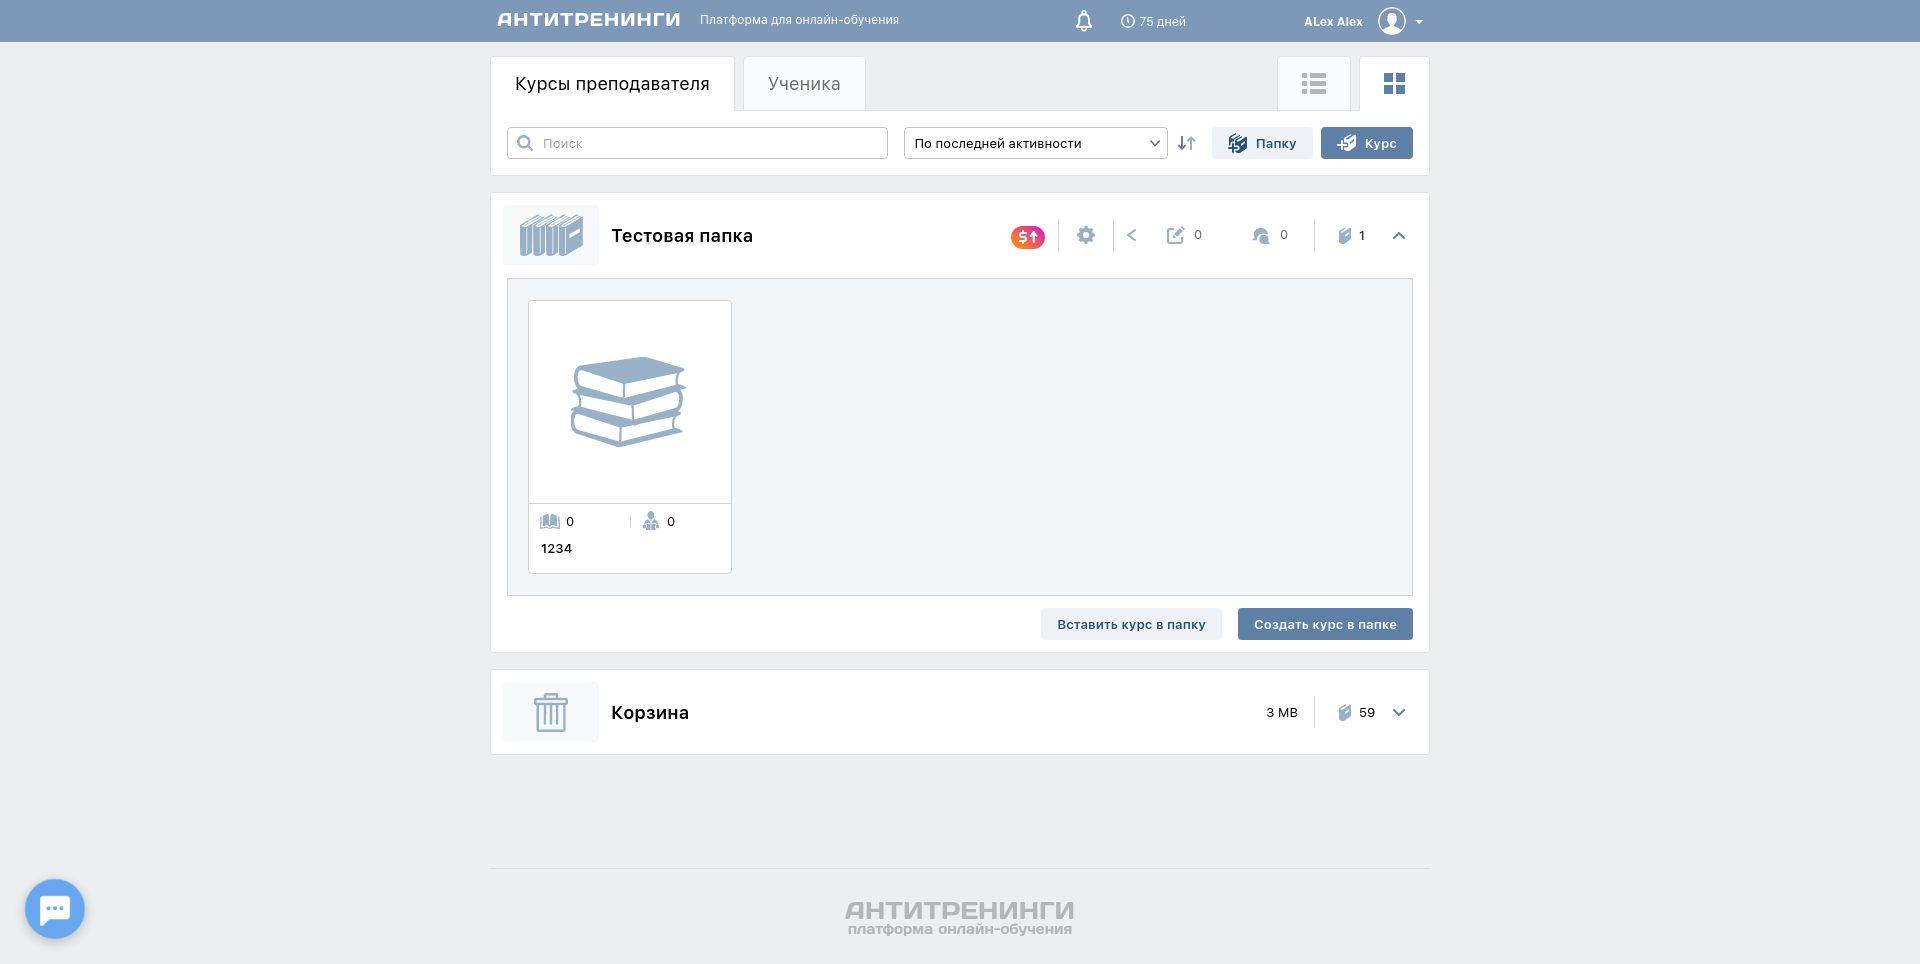 АНТИТРЕНИНГИ Платформа для онлайн-обучения 75 дней ALex Alex
Курсы преподавателя Ученика
Поиск По последней активности Папку Курс
Тестовая папка $ 0 0 1
0 0
1234
Вставить курс в папку Создать курс в папке
Корзина 3 MB 59
АНТИТРЕНИНГИ
платформа онлайн-обучения